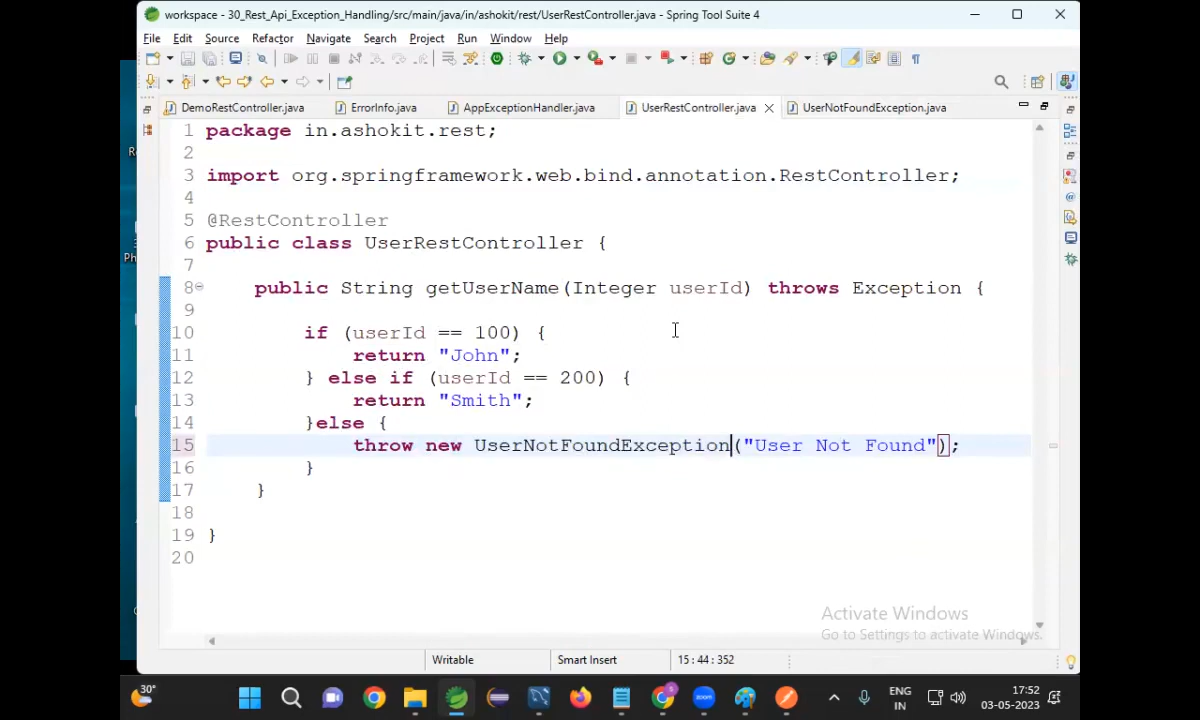 workspace - 30_Rest_Api_Exception_Handling/src/main/java/in/ashokit/rest/UserRestController.java - Spring Tool Suite 4
File Edit Source Refactor Navigate Search Project Run Window Help
DemoRestController.java ErrorInfo.java AppExceptionHandler.java UserRestController.java UserNotFoundException.java
1 package in.ashokit.rest;
2
3 import org.springframework.web.bind.annotation.RestController;
4
5 @RestController
6 public class UserRestController {
7
8 public String getUserName(Integer userId) throws Exception {
9
10 if (userId == 100) {
11 return "John";
12 } else if (userId == 200) {
13 return "Smith";
14 }else {
15 throw new UserNotFoundException("User Not Found");
16 }
17 }
18
19 }
20
Activate Windows
Go to Settings to activate Windows.
Writable Smart Insert 15 : 44 : 352
30°
ENG
IN
17:52
03-05-2023